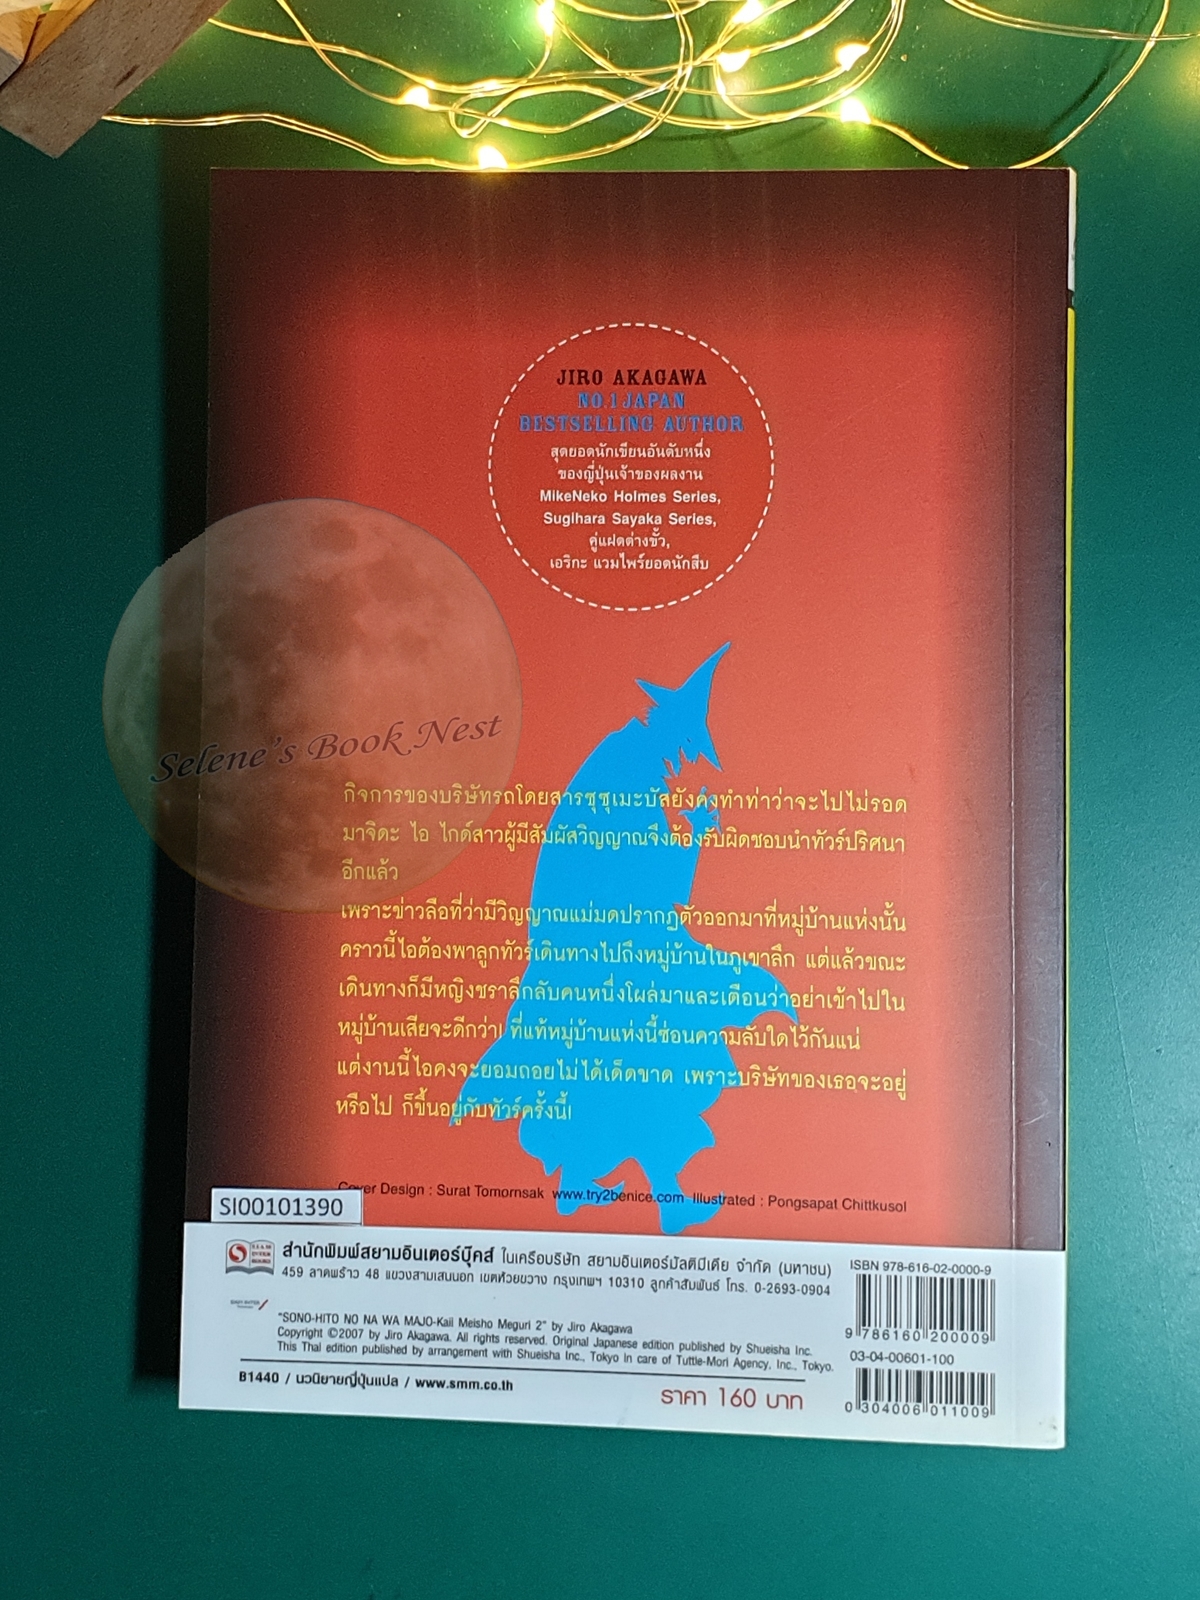 JIRO AKAGAWA
NO.1 JAPAN
BESTSELLING AUTHOR
สุดยอดนักเขียนอันดับหนึ่ง
ของญี่ปุ่นเจ้าของผลงาน
MikeNeko Holmes Series,
Sugihara Sayaka Series,
คู่แฝดต่างขั้ว,
เอริกะ แวมไพร์ยอดนักสืบ
Selene's Book Nest
กิจการของบริษัทรถโดยสารซุซุเมะบัสยังคงทำท่าว่าจะไปไม่รอด
มาจิดะ ไอ ไกด์สาวผู้มีสัมผัสวิญญาณจึงต้องรับผิดชอบนำทัวร์ปริศนา
อีกแล้ว
เพราะข่าวลือที่ว่ามีวิญญาณแม่มดปรากฏตัวออกมาที่หมู่บ้านแห่งนั้น
คราวนี้ไอต้องพาลูกทัวร์เดินทางไปถึงหมู่บ้านในภูเขาลึก แต่แล้วขณะ
เดินทางก็มีหญิงชราลึกลับคนหนึ่งโผล่มาและเตือนว่าอย่าเข้าไปใน
หมู่บ้านเสียจะดีกว่า! ที่แท้หมู่บ้านแห่งนี้ซ่อนความลับใดไว้กันแน่
แต่งานนี้ไอคงจะยอมถอยไม่ได้เด็ดขาด เพราะบริษัทของเธอจะอยู่
หรือไป ก็ขึ้นอยู่กับทัวร์ครั้งนี้!
Cover Design : Surat Tomornsak www.try2benice.com Illustrated : Pongsapat Chittkusol
SI00101390
สำนักพิมพ์สยามอินเตอร์บุ๊คส์ ในเครือบริษัท สยามอินเตอร์มัลติมีเดีย จำกัด (มหาชน)
459 ลาดพร้าว 48 แขวงสามเสนนอก เขตห้วยขวาง กรุงเทพฯ 10310 ลูกค้าสัมพันธ์ โทร. 0-2693-0904
"SONO-HITO NO NA WA MAJO-Kaii Meisho Meguri 2" by Jiro Akagawa
Copyright ©2007 by Jiro Akagawa. All rights reserved. Original Japanese edition published by Shueisha Inc.
This Thai edition published by arrangement with Shueisha Inc., Tokyo in care of Tuttle-Mori Agency, Inc., Tokyo.
B1440 / นวนิยายญี่ปุ่นแปล / www.smm.co.th
ราคา 160 บาท
ISBN 978-616-02-0000-9
9 786160 200009
03-04-00601-100
0 304006 011009